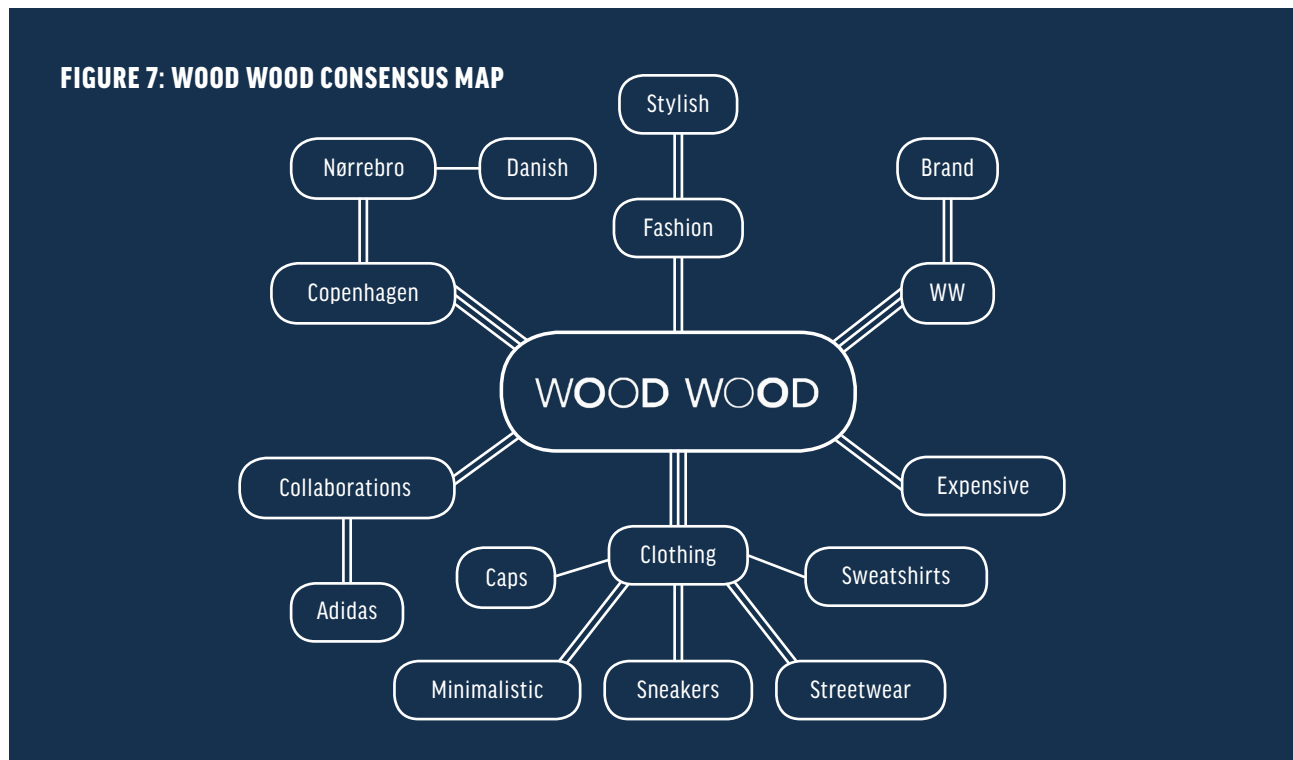 FIGURE 7: WOOD WOOD CONSENSUS MAP
Stylish
Nørrebro
Danish
Brand
Fashion
Copenhagen
WW
WOOD WOOD
Collaborations
Expensive
Clothing
Caps
Sweatshirts
Adidas
Minimalistic
Sneakers
Streetwear